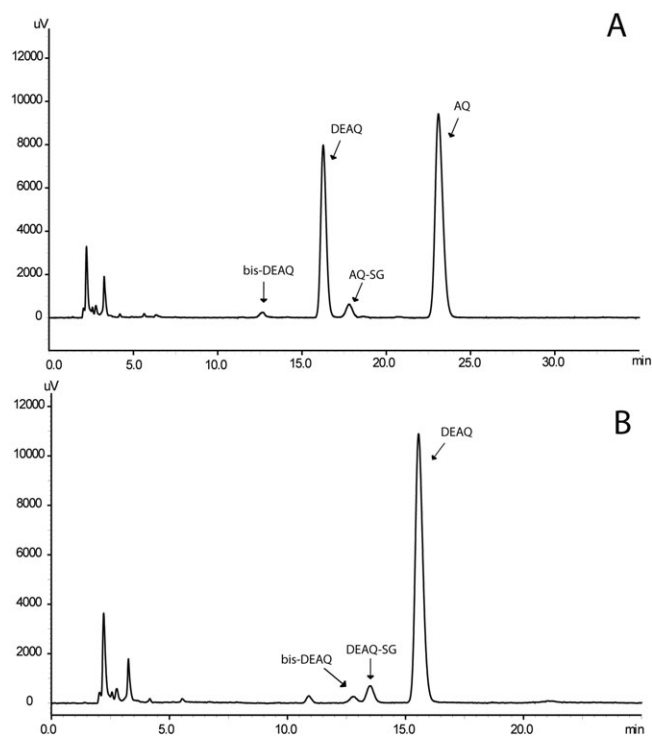 uV
A
12000
10000
8000
6000
4000
2000
0
AQ
DEAQ
bis-DEAQ
AQ-SG
0.0 5.0 10.0 15.0 20.0 25.0 30.0 min
uV
B
12000
10000
8000
6000
4000
2000
0
DEAQ
DEAQ-SG
bis-DEAQ
0.0 5.0 10.0 15.0 20.0 min